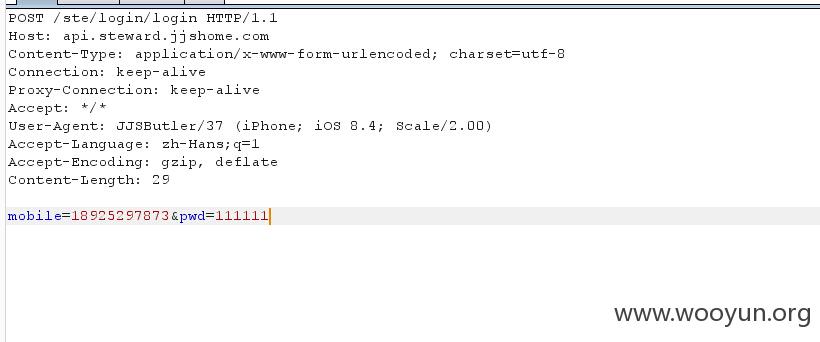 POST /ste/login/login HTTP/1.1
Host: api.steward.jjshome.com
Content-Type: application/x-www-form-urlencoded; charset=utf-8
Connection: keep-alive
Proxy-Connection: keep-alive
Accept: */*
User-Agent: JJSButler/37 (iPhone; iOS 8.4; Scale/2.00)
Accept-Language: zh-Hans;q=1
Accept-Encoding: gzip, deflate
Content-Length: 29
mobile=18925297873&pwd=111111
www.wooyun.org